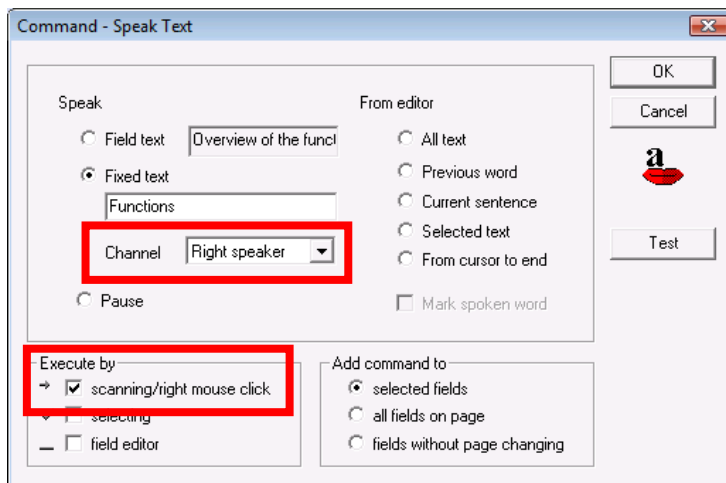 Command - Speak Text
OK
Cancel
a
Test
Speak
Field text
Overview of the funct
Fixed text
Functions
Channel
Right speaker
Pause
From editor
All text
Previous word
Current sentence
Selected text
From cursor to end
Mark spoken word
Execute by
scanning/right mouse click
selecting
field editor
Add command to
selected fields
all fields on page
fields without page changing